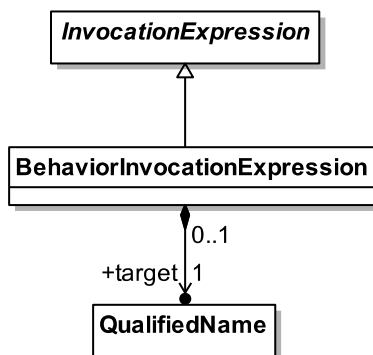 InvocationExpression
BehaviorInvocationExpression
0..1
+target 1
QualifiedName